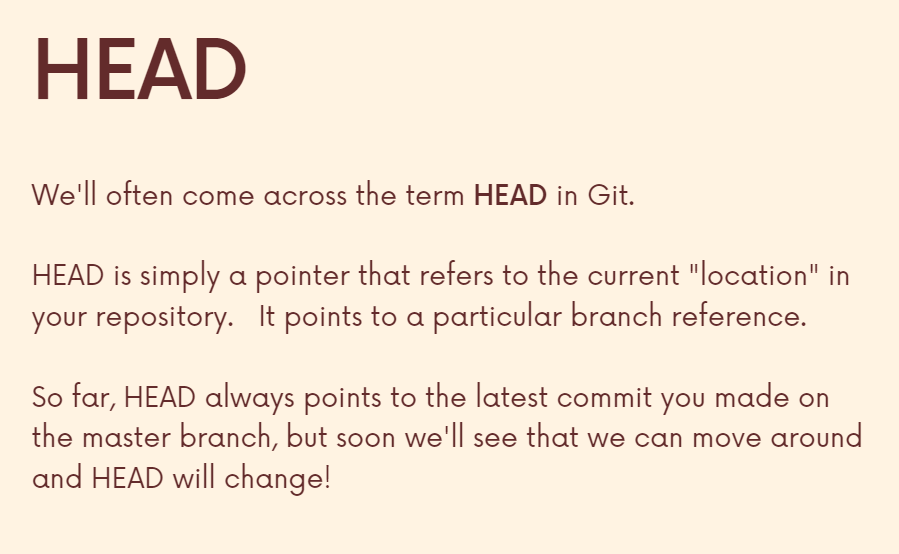 HEAD
We'll often come across the term HEAD in Git.
HEAD is simply a pointer that refers to the current "location" in
your repository.   It points to a particular branch reference.
So far, HEAD always points to the latest commit you made on
the master branch, but soon we'll see that we can move around
and HEAD will change!